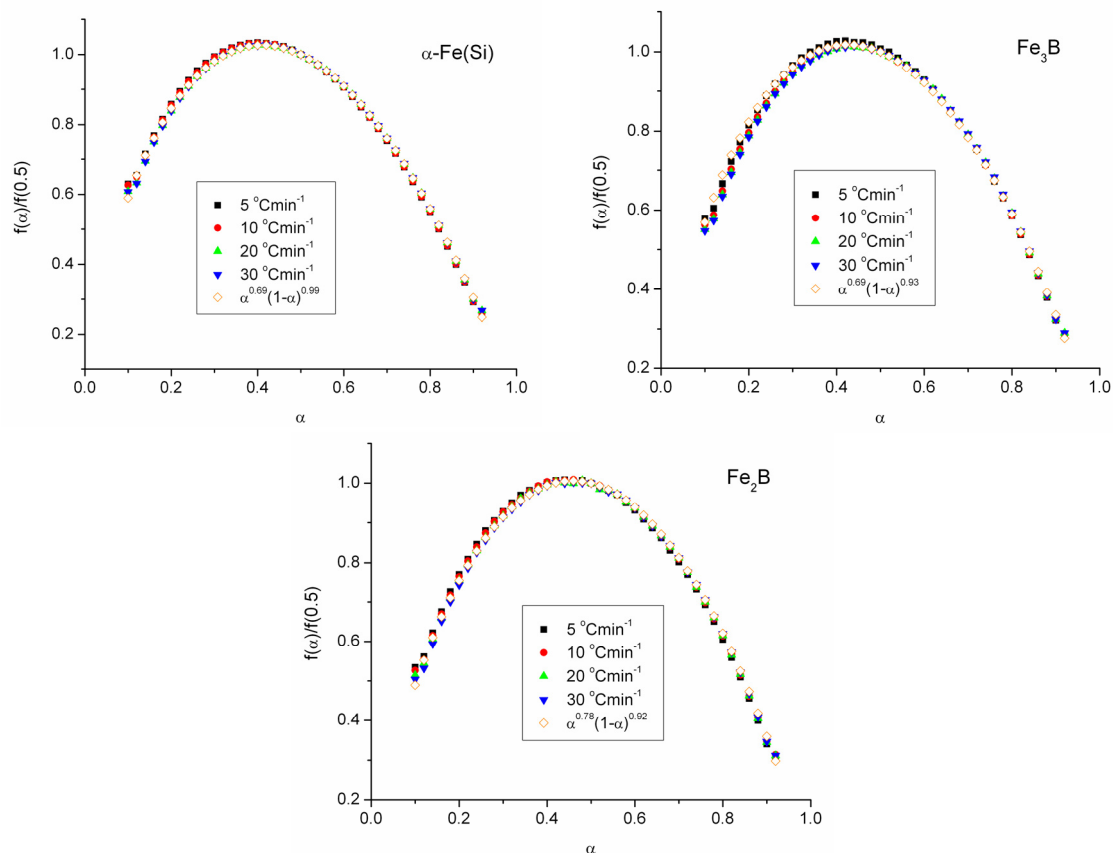 α-Fe(Si)
f(α)/f(0.5)
1.0
0.8
0.6
0.4
0.2
5 °Cmin⁻¹
10 °Cmin⁻¹
20 °Cmin⁻¹
30 °Cmin⁻¹
α^0.69(1-α)^0.99
0.0 0.2 0.4 0.6 0.8 1.0
α
Fe₃B
f(α)/f(0.5)
1.0
0.8
0.6
0.4
0.2
5 °Cmin⁻¹
10 °Cmin⁻¹
20 °Cmin⁻¹
30 °Cmin⁻¹
α^0.69(1-α)^0.93
0.0 0.2 0.4 0.6 0.8 1.0
α
Fe₂B
f(α)/f(0.5)
1.0
0.8
0.6
0.4
0.2
5 °Cmin⁻¹
10 °Cmin⁻¹
20 °Cmin⁻¹
30 °Cmin⁻¹
α^0.78(1-α)^0.92
0.0 0.2 0.4 0.6 0.8 1.0
α